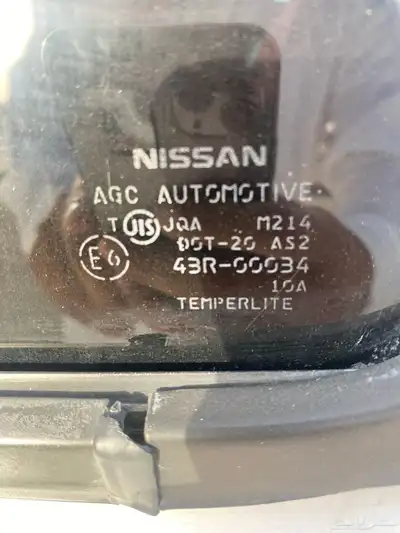 NISSAN
AGC AUTOMOTIVE
T JIS JQA M214
DOT-20 AS2
E6 43R-00034
10A
TEMPERLITE